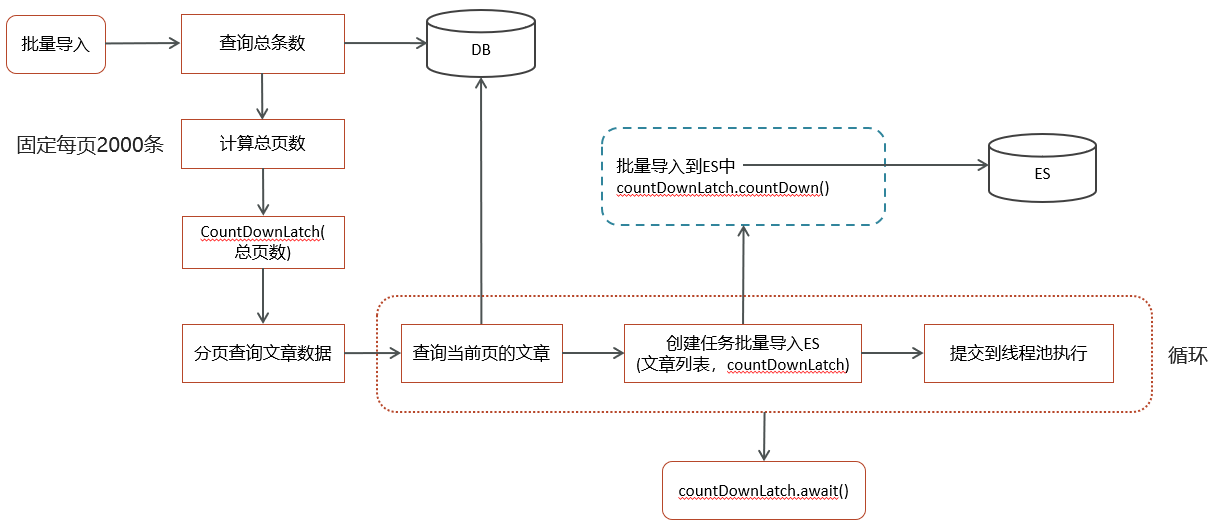 批量导入
查询总条数
DB
固定每页2000条
计算总页数
批量导入到ES中
countDownLatch.countDown()
ES
CountDownLatch(
总页数)
分页查询文章数据
查询当前页的文章
创建任务批量导入ES
(文章列表，countDownLatch)
提交到线程池执行
循环
countDownLatch.await()